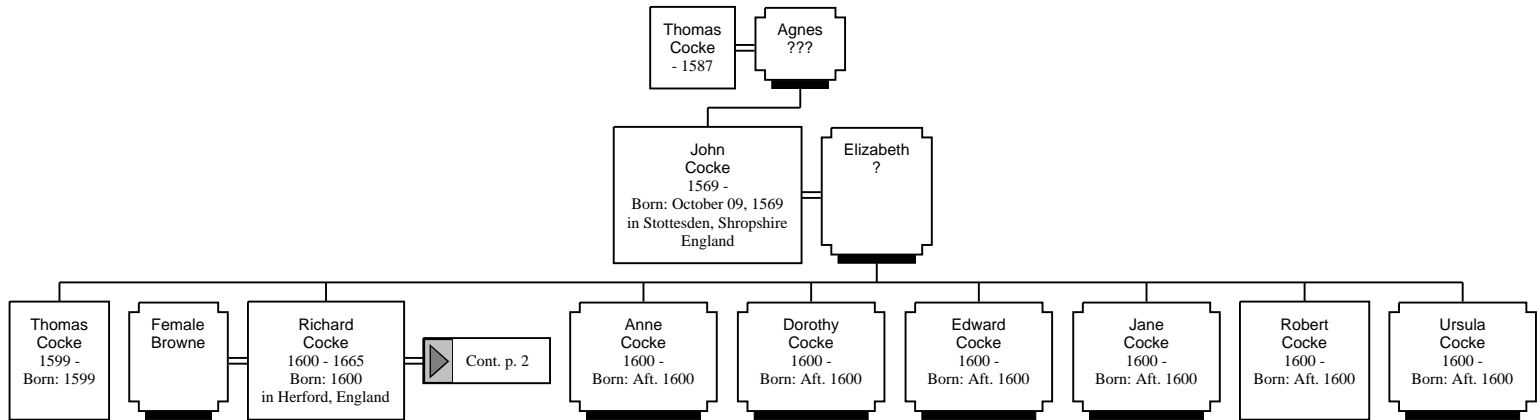 Thomas
Cocke
- 1587
Agnes
???
John
Cocke
1569 -
Born: October 09, 1569
in Stottesden, Shropshire
England
Elizabeth
?
Thomas
Cocke
1599 -
Born: 1599
Female
Browne
Richard
Cocke
1600 - 1665
Born: 1600
in Herford, England
Cont. p. 2
Anne
Cocke
1600 -
Born: Aft. 1600
Dorothy
Cocke
1600 -
Born: Aft. 1600
Edward
Cocke
1600 -
Born: Aft. 1600
Jane
Cocke
1600 -
Born: Aft. 1600
Robert
Cocke
1600 -
Born: Aft. 1600
Ursula
Cocke
1600 -
Born: Aft. 1600